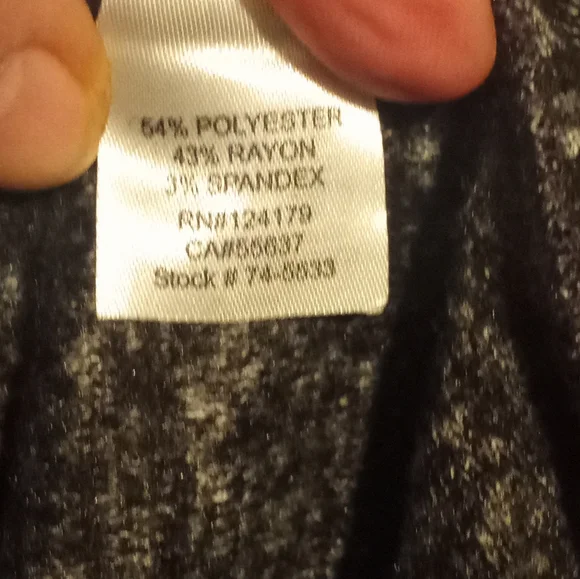 54% POLYESTER
43% RAYON
3% SPANDEX
RN#124179
CA#55637
Stock # 74-5533